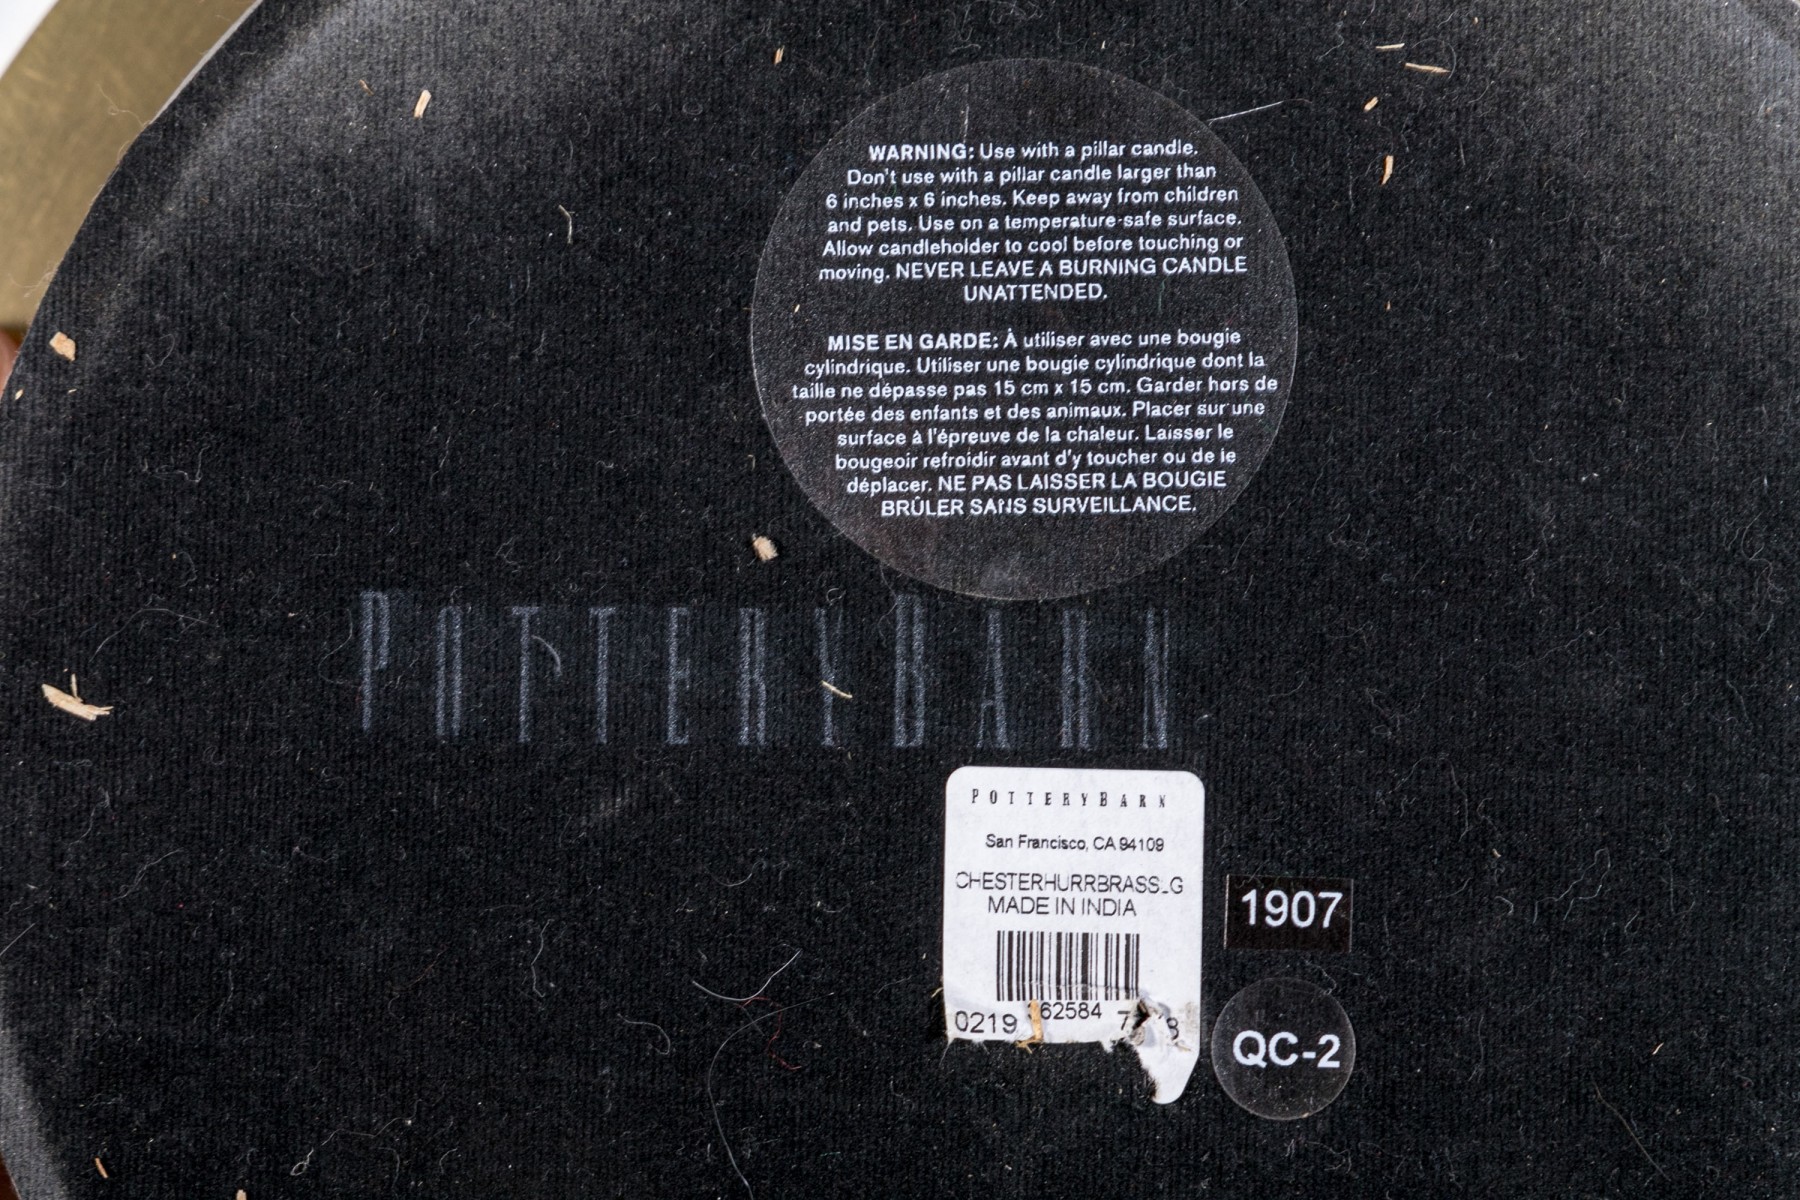 WARNING: Use with a pillar candle.
Don't use with a pillar candle larger than
6 inches x 6 inches. Keep away from children
and pets. Use on a temperature-safe surface.
Allow candleholder to cool before touching or
moving. NEVER LEAVE A BURNING CANDLE
UNATTENDED.
MISE EN GARDE: À utiliser avec une bougie
cylindrique. Utiliser une bougie cylindrique dont la
taille ne dépasse pas 15 cm x 15 cm. Garder hors de
portée des enfants et des animaux. Placer sur une
surface à l'épreuve de la chaleur. Laisser le
bougeoir refroidir avant d'y toucher ou de le
déplacer. NE PAS LAISSER LA BOUGIE
BRÛLER SANS SURVEILLANCE.
POTTERYBARN
POTTERYBARN
San Francisco, CA 94109
CHESTERHURRBRASS_G
MADE IN INDIA
0219 62584
1907
QC-2